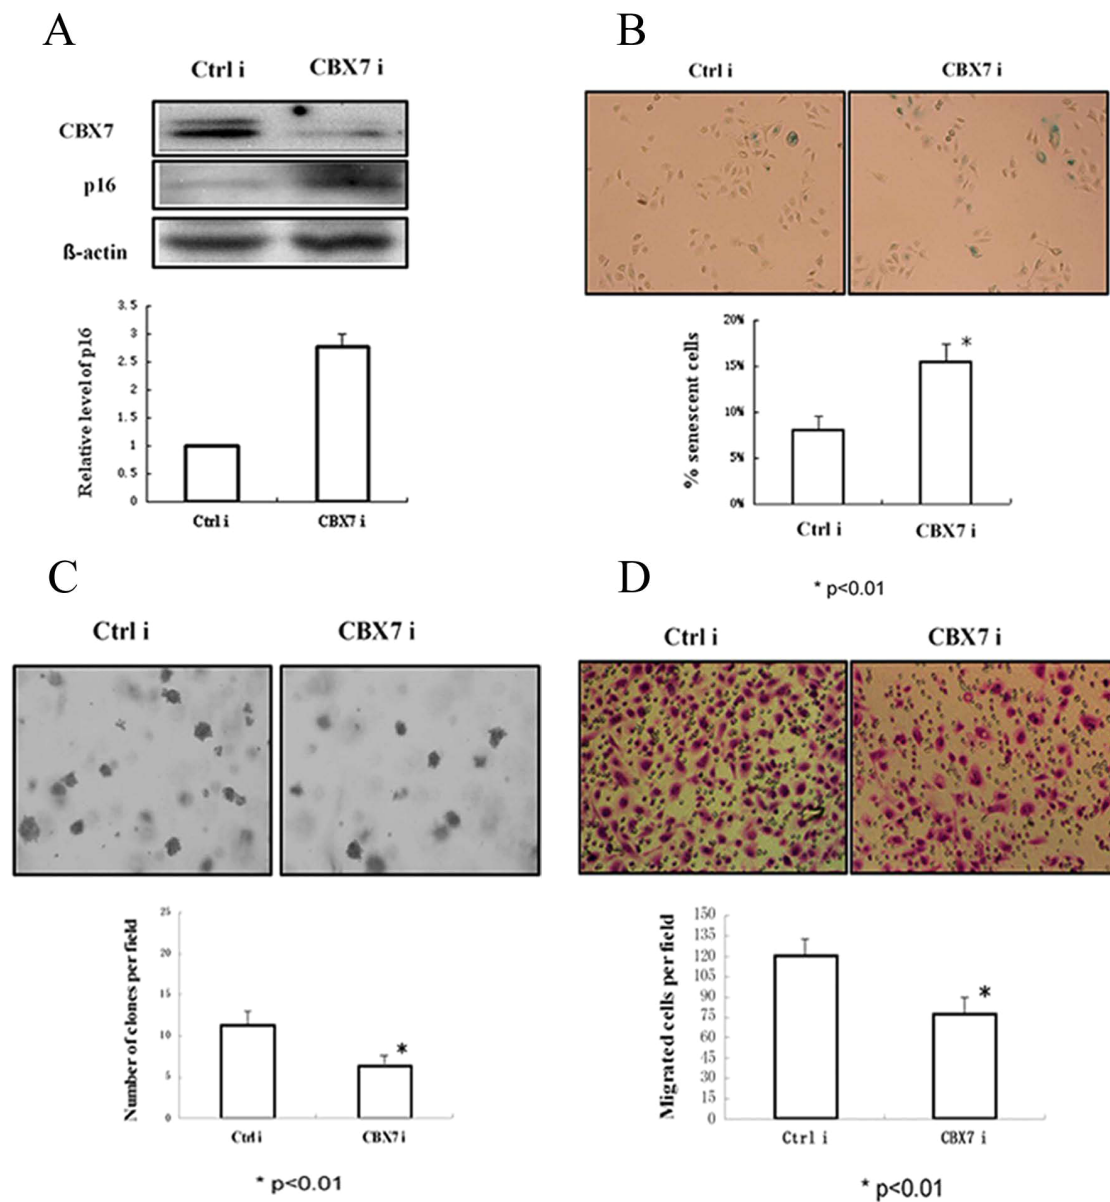 A
Ctrl i CBX7 i
CBX7
p16
ß-actin
Relative level of p16
3.5
3
2.5
2
1.5
1
0.5
0
Ctrl i CBX7 i
B
Ctrl i CBX7 i
% senescent cells
20%
15%
10%
5%
0%
*
Ctrl i CBX7 i
* p<0.01
C
Ctrl i CBX7 i
Number of clones per field
25
20
15
10
5
0
*
Ctrl i CBX7 i
* p<0.01
D
Ctrl i CBX7 i
Migrated cells per field
150
135
120
105
90
75
60
45
30
15
0
*
Ctrl i CBX7 i
* p<0.01